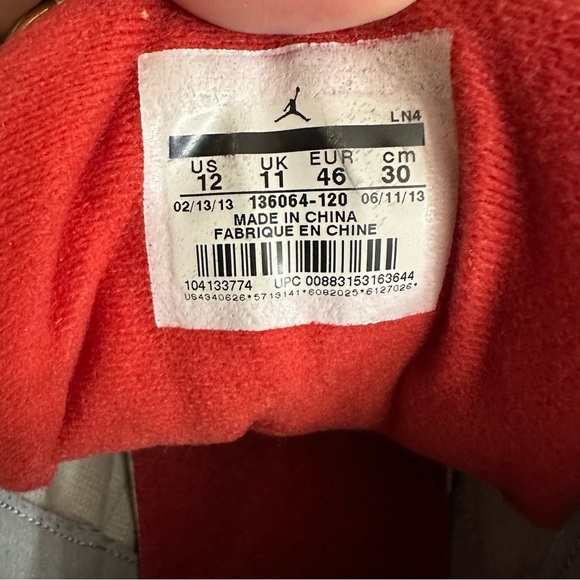 LN4
US UK EUR cm
12 11 46 30
02/13/13 136064-120 06/11/13
MADE IN CHINA
FABRIQUE EN CHINE
104133774 UPC 00883153163644
US4340626*5713141*6082025*6127026*